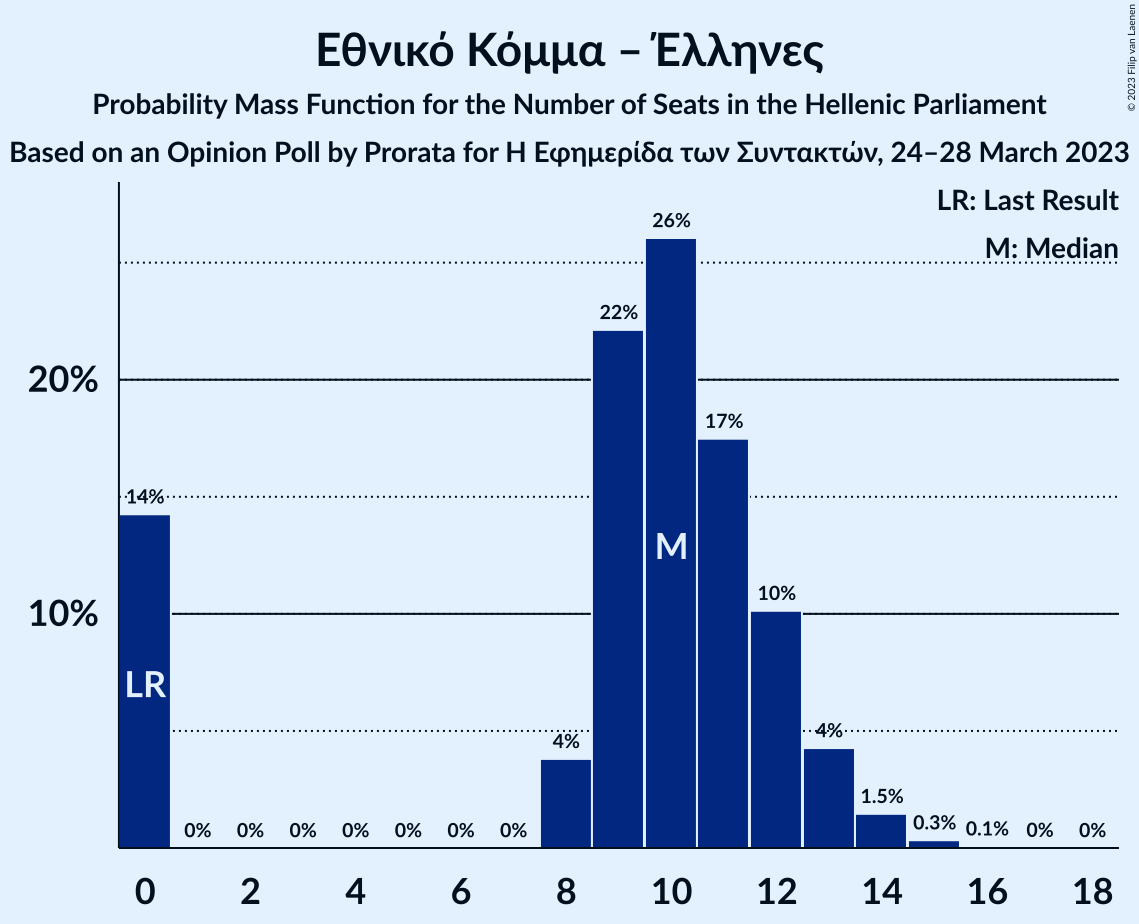 Εθνικό Κόμμα – Έλληνες
Probability Mass Function for the Number of Seats in the Hellenic Parliament
Based on an Opinion Poll by Prorata for Η Εφημερίδα των Συντακτών, 24–28 March 2023
© 2023 Filip van Laenen
LR: Last Result
M: Median
26%
22%
20%
17%
14%
M
10%
10%
LR
4%
4%
1.5%
0% 0% 0% 0% 0% 0% 0% 0.3% 0.1% 0% 0%
0 2 4 6 8 10 12 14 16 18